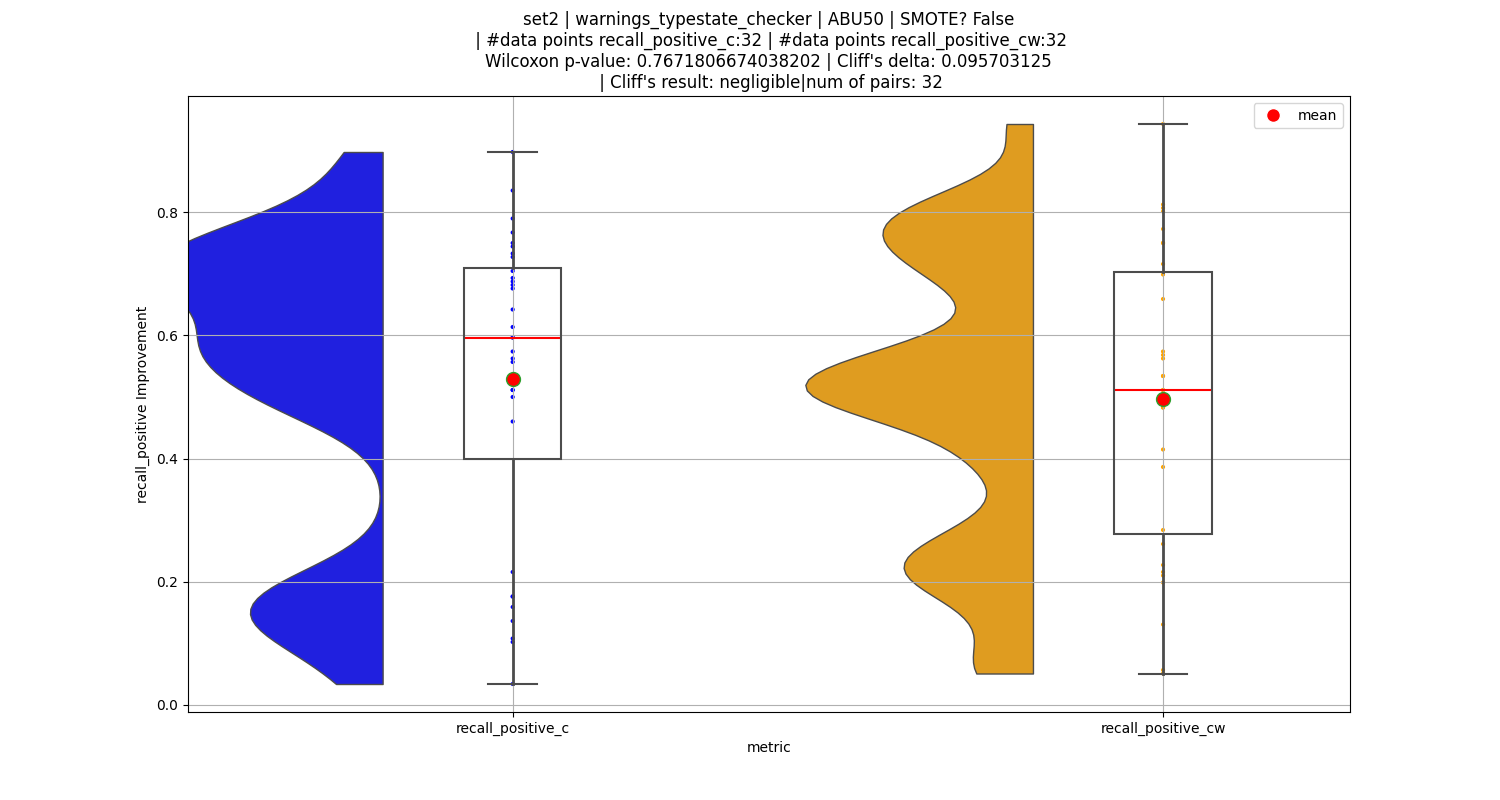 set2 | warnings_typestate_checker | ABU50 | SMOTE? False
| #data points recall_positive_c:32 | #data points recall_positive_cw:32
Wilcoxon p-value: 0.7671806674038202 | Cliff's delta: 0.095703125
| Cliff's result: negligible|num of pairs: 32
mean
0.8
0.6
0.4
0.2
0.0
recall_positive Improvement
recall_positive_c
recall_positive_cw
metric